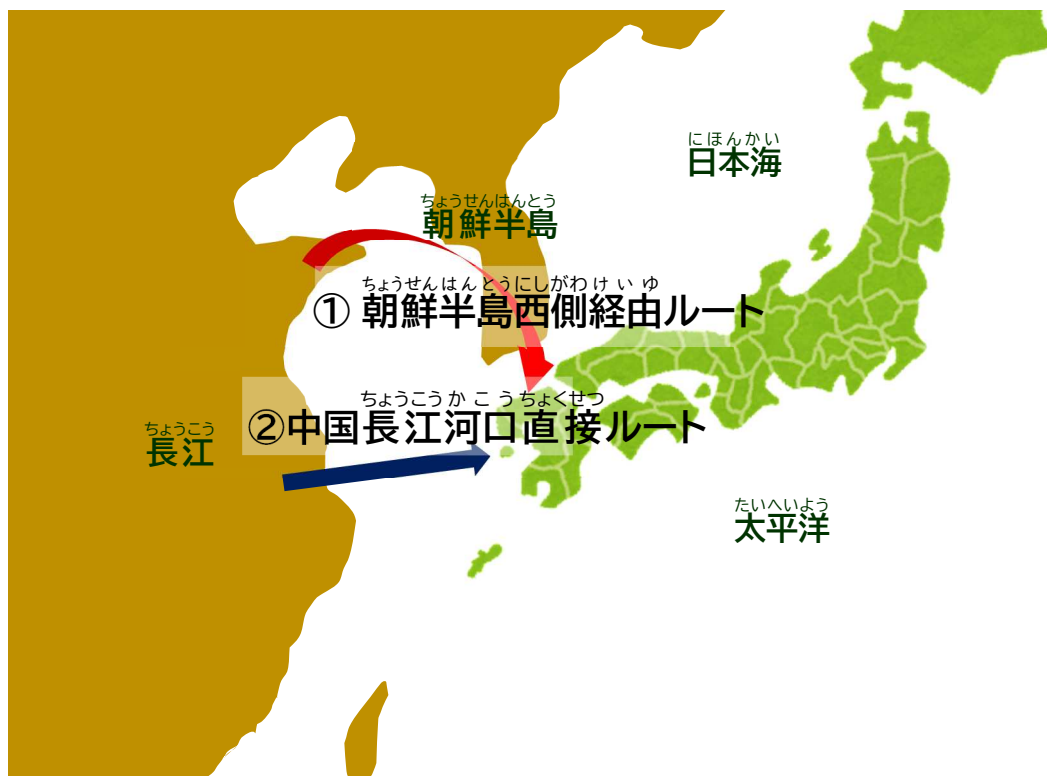 にほんかい
日本海
ちょうせんはんとう
朝鮮半島
ちょうせんはんとうにしがわけいゆ
① 朝鮮半島西側経由ルート
ちょうこうかこうちょくせつ
②中国長江河口直接ルート
ちょうこう
長江
たいへいよう
太平洋